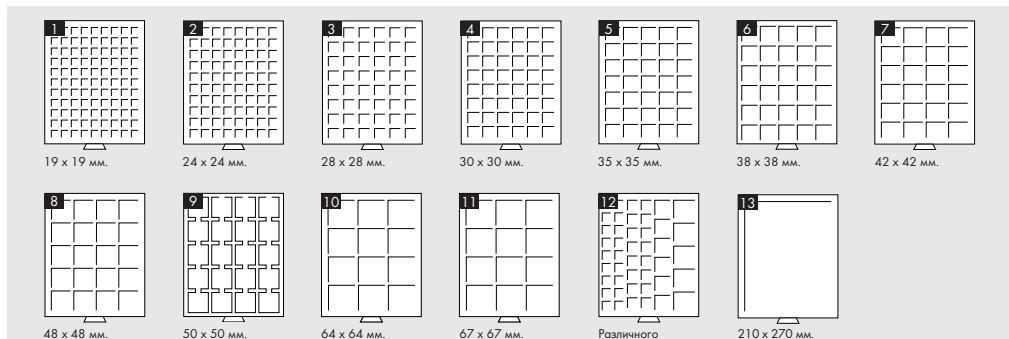 1 2 3 4 5 6 7
19 x 19 мм. 24 x 24 мм. 28 x 28 мм. 30 x 30 мм. 35 x 35 мм. 38 x 38 мм. 42 x 42 мм.
8 9 10 11 12 13
48 x 48 мм. 50 x 50 мм. 64 x 64 мм. 67 x 67 мм. Различного 210 x 270 мм.